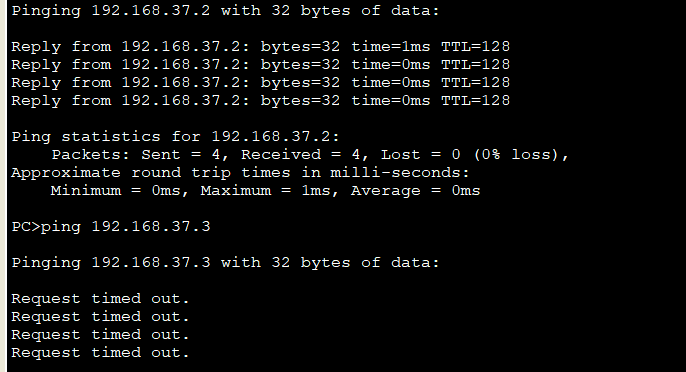 Pinging 192.168.37.2 with 32 bytes of data:
Reply from 192.168.37.2: bytes=32 time=1ms TTL=128
Reply from 192.168.37.2: bytes=32 time=0ms TTL=128
Reply from 192.168.37.2: bytes=32 time=0ms TTL=128
Reply from 192.168.37.2: bytes=32 time=0ms TTL=128
Ping statistics for 192.168.37.2:
Packets: Sent = 4, Received = 4, Lost = 0 (0% loss),
Approximate round trip times in milli-seconds:
Minimum = 0ms, Maximum = 1ms, Average = 0ms
PC>ping 192.168.37.3
Pinging 192.168.37.3 with 32 bytes of data:
Request timed out.
Request timed out.
Request timed out.
Request timed out.